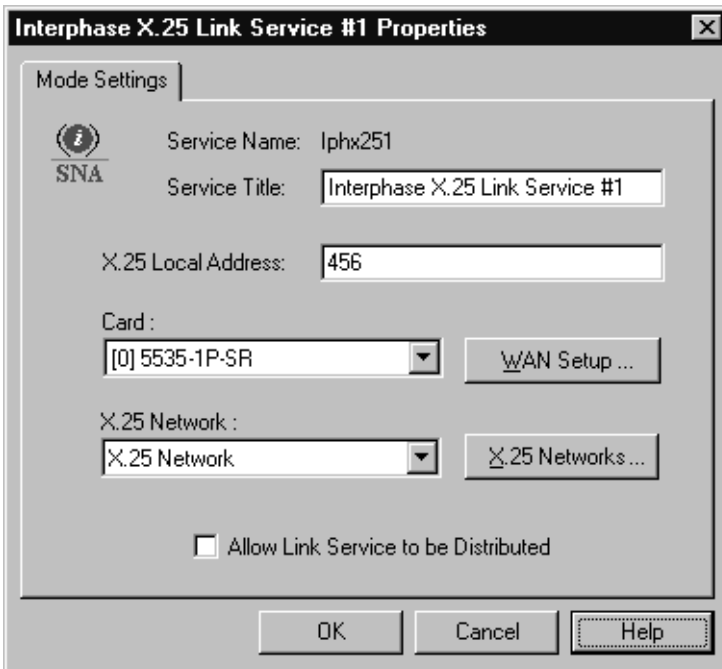 Interphase X.25 Link Service #1 Properties
Mode Settings
i
SNA
Service Name: Iphx251
Service Title: Interphase X.25 Link Service #1
X.25 Local Address: 456
Card :
[0] 5535-1P-SR
WAN Setup ...
X.25 Network :
X.25 Network
X.25 Networks ...
Allow Link Service to be Distributed
OK Cancel Help